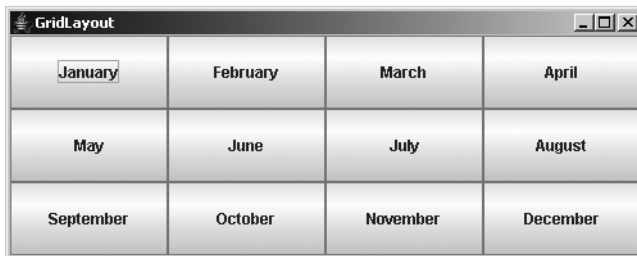 GridLayout
January February March April
May June July August
September October November December